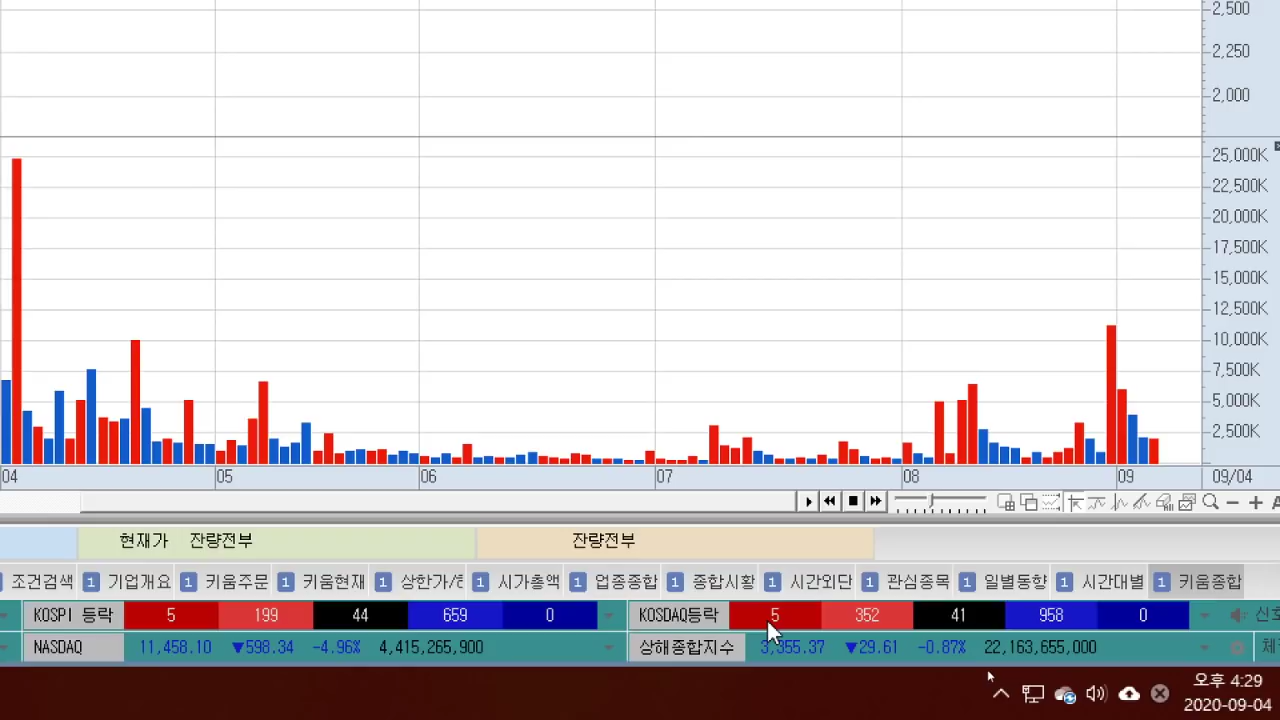 2,500
2,250
2,000
25,000K
22,500K
20,000K
17,500K
15,000K
12,500K
10,000K
7,500K
5,000K
2,500K
04 05 06 07 08 09 09/04
현재가 잔량전부 잔량전부
조건검색 1 기업개요 1 키움주문 1 키움현재 1 상한가/ 1 시가총액 1 업종종합 1 종합시황 1 시간외단 1 관심종목 1 일별동향 1 시간대별 1 키움종합
KOSPI 등락 5 199 44 659 0 KOSDAQ등락 5 352 41 958 0
NASDAQ 11,458.10 ▼598.34 -4.96% 4,415,265,900 상해종합지수 3,355.37 ▼29.61 -0.87% 22,163,655,000
오후 4:29
2020-09-04